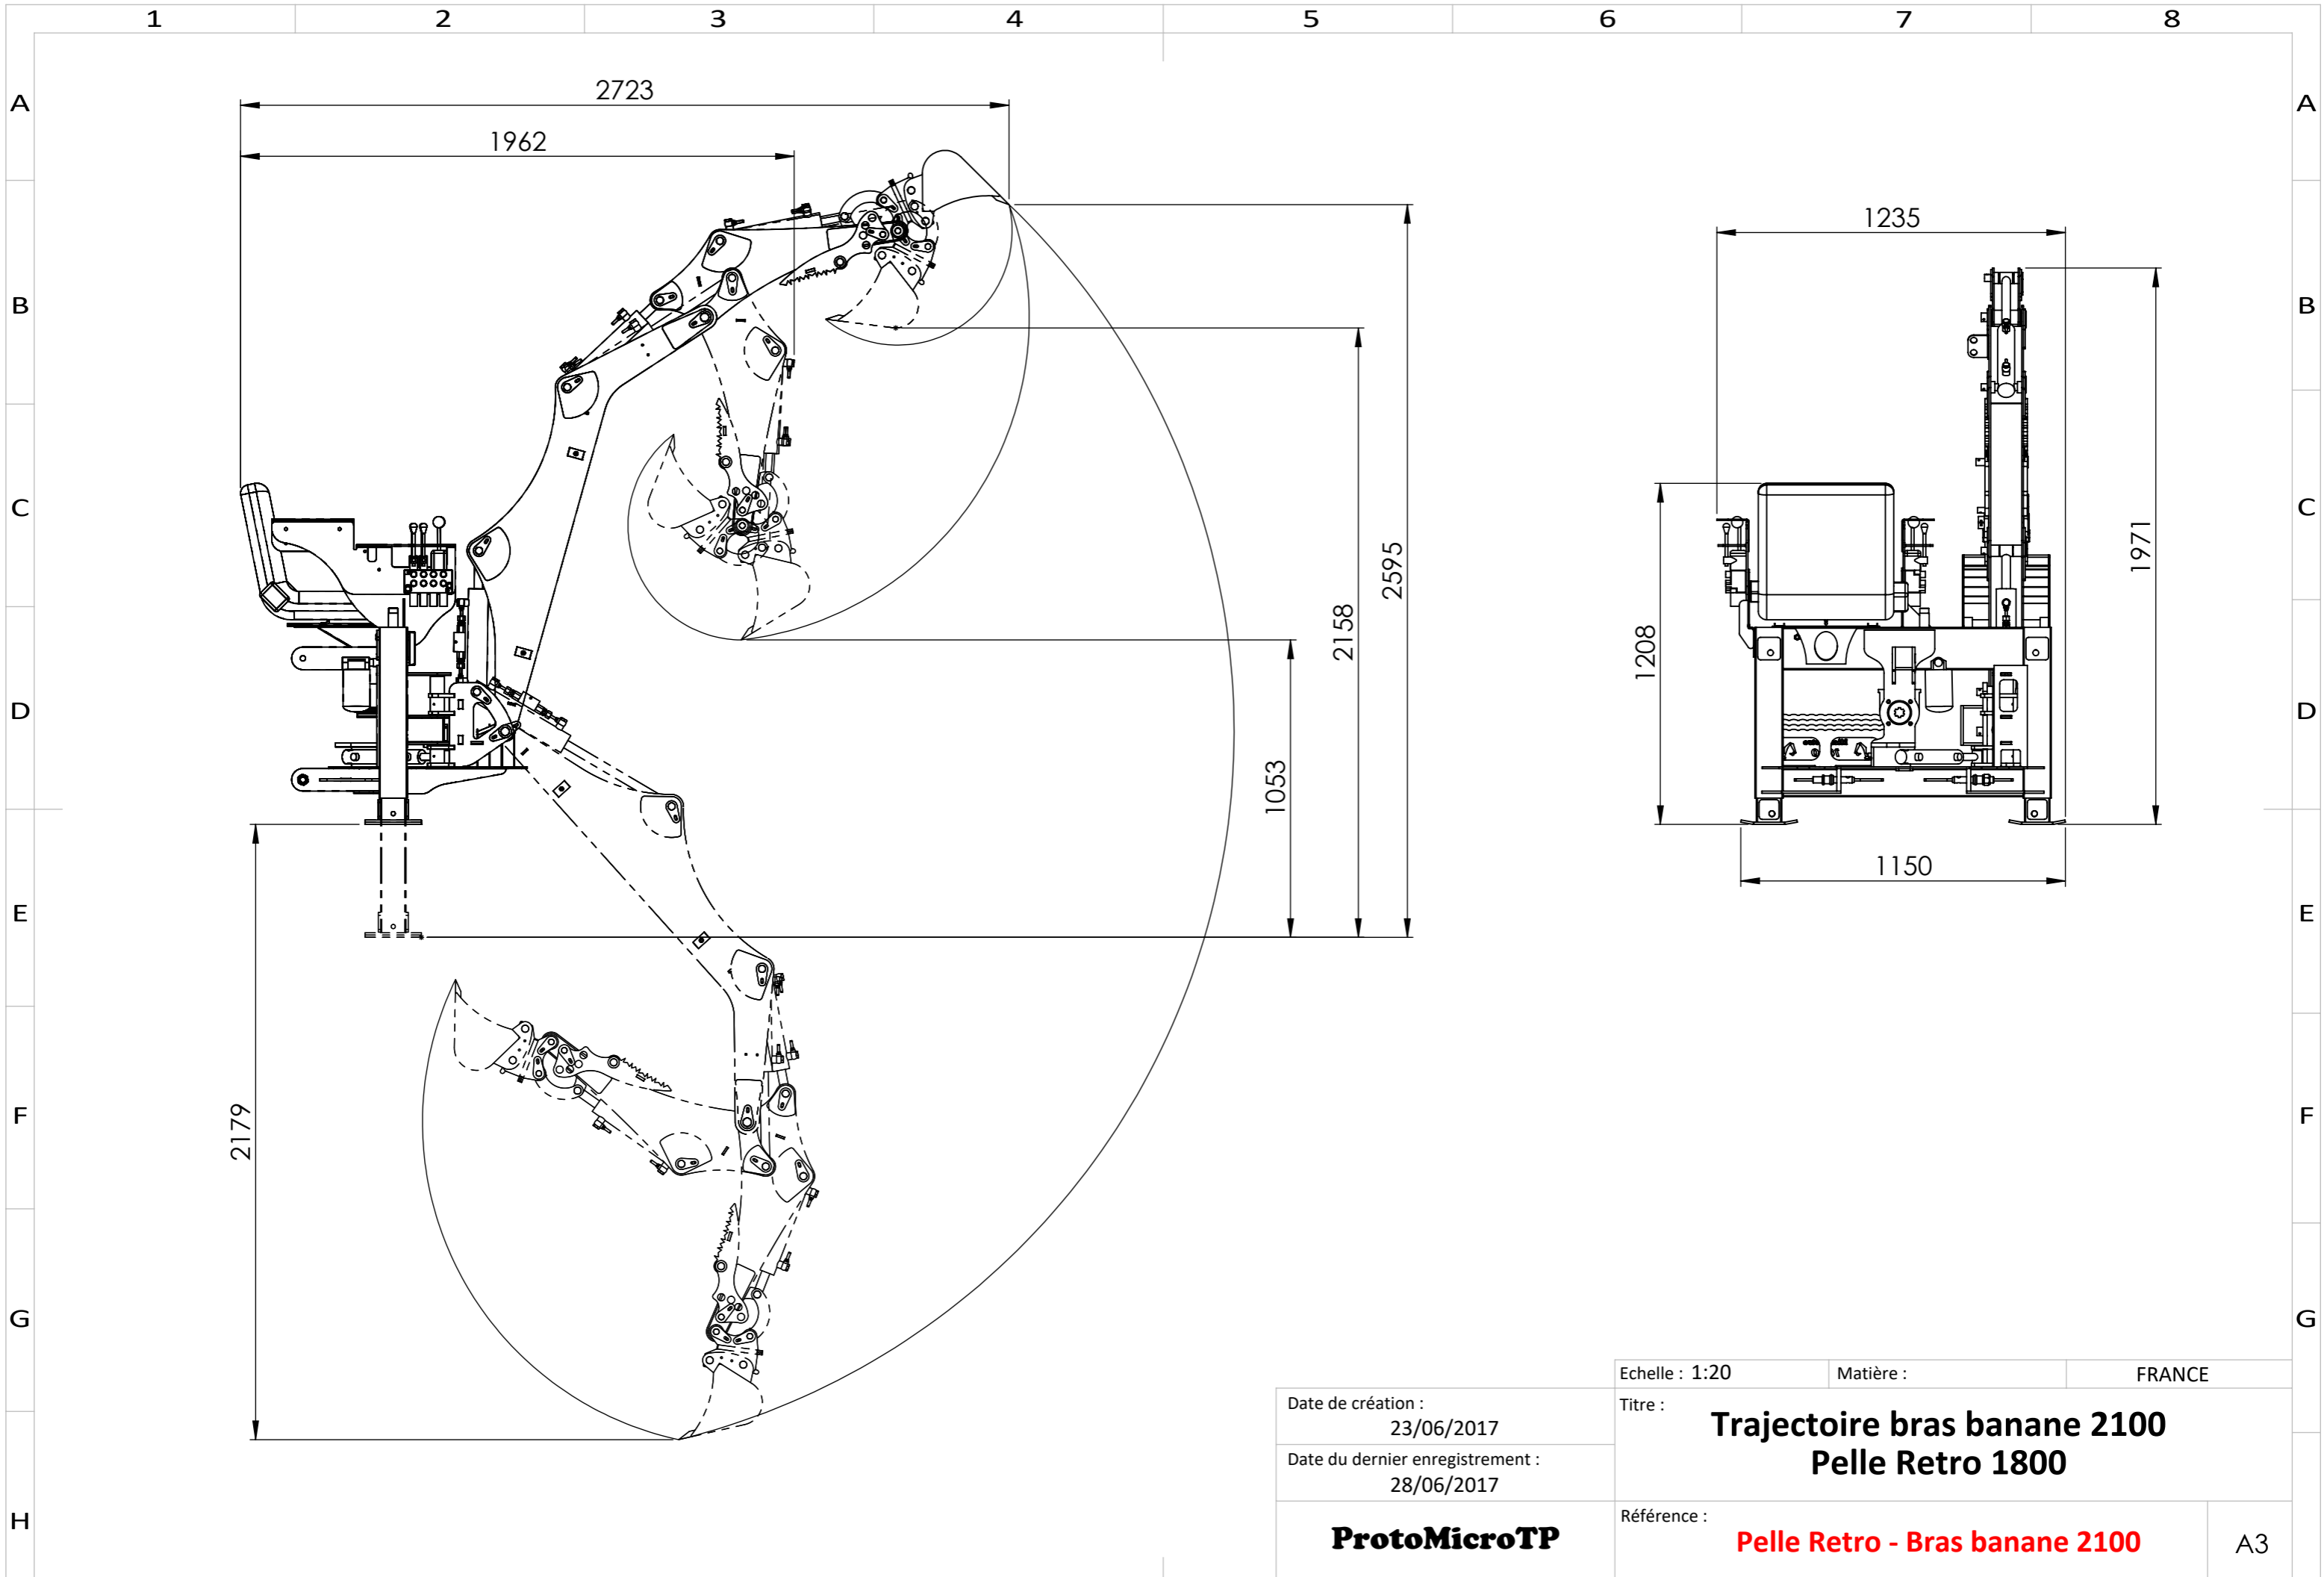 1 2 3 4 5 6 7 8
A A
2723
1962
1235
B B
C C
2595
1971
2158
1208
D D
1053
1150
E E
F F
2179
G G
Echelle : 1:20 Matière : FRANCE
Date de création :
23/06/2017
Titre :
Trajectoire bras banane 2100
Pelle Retro 1800
Date du dernier enregistrement :
28/06/2017
H
ProtoMicroTP
Référence :
Pelle Retro - Bras banane 2100
A3